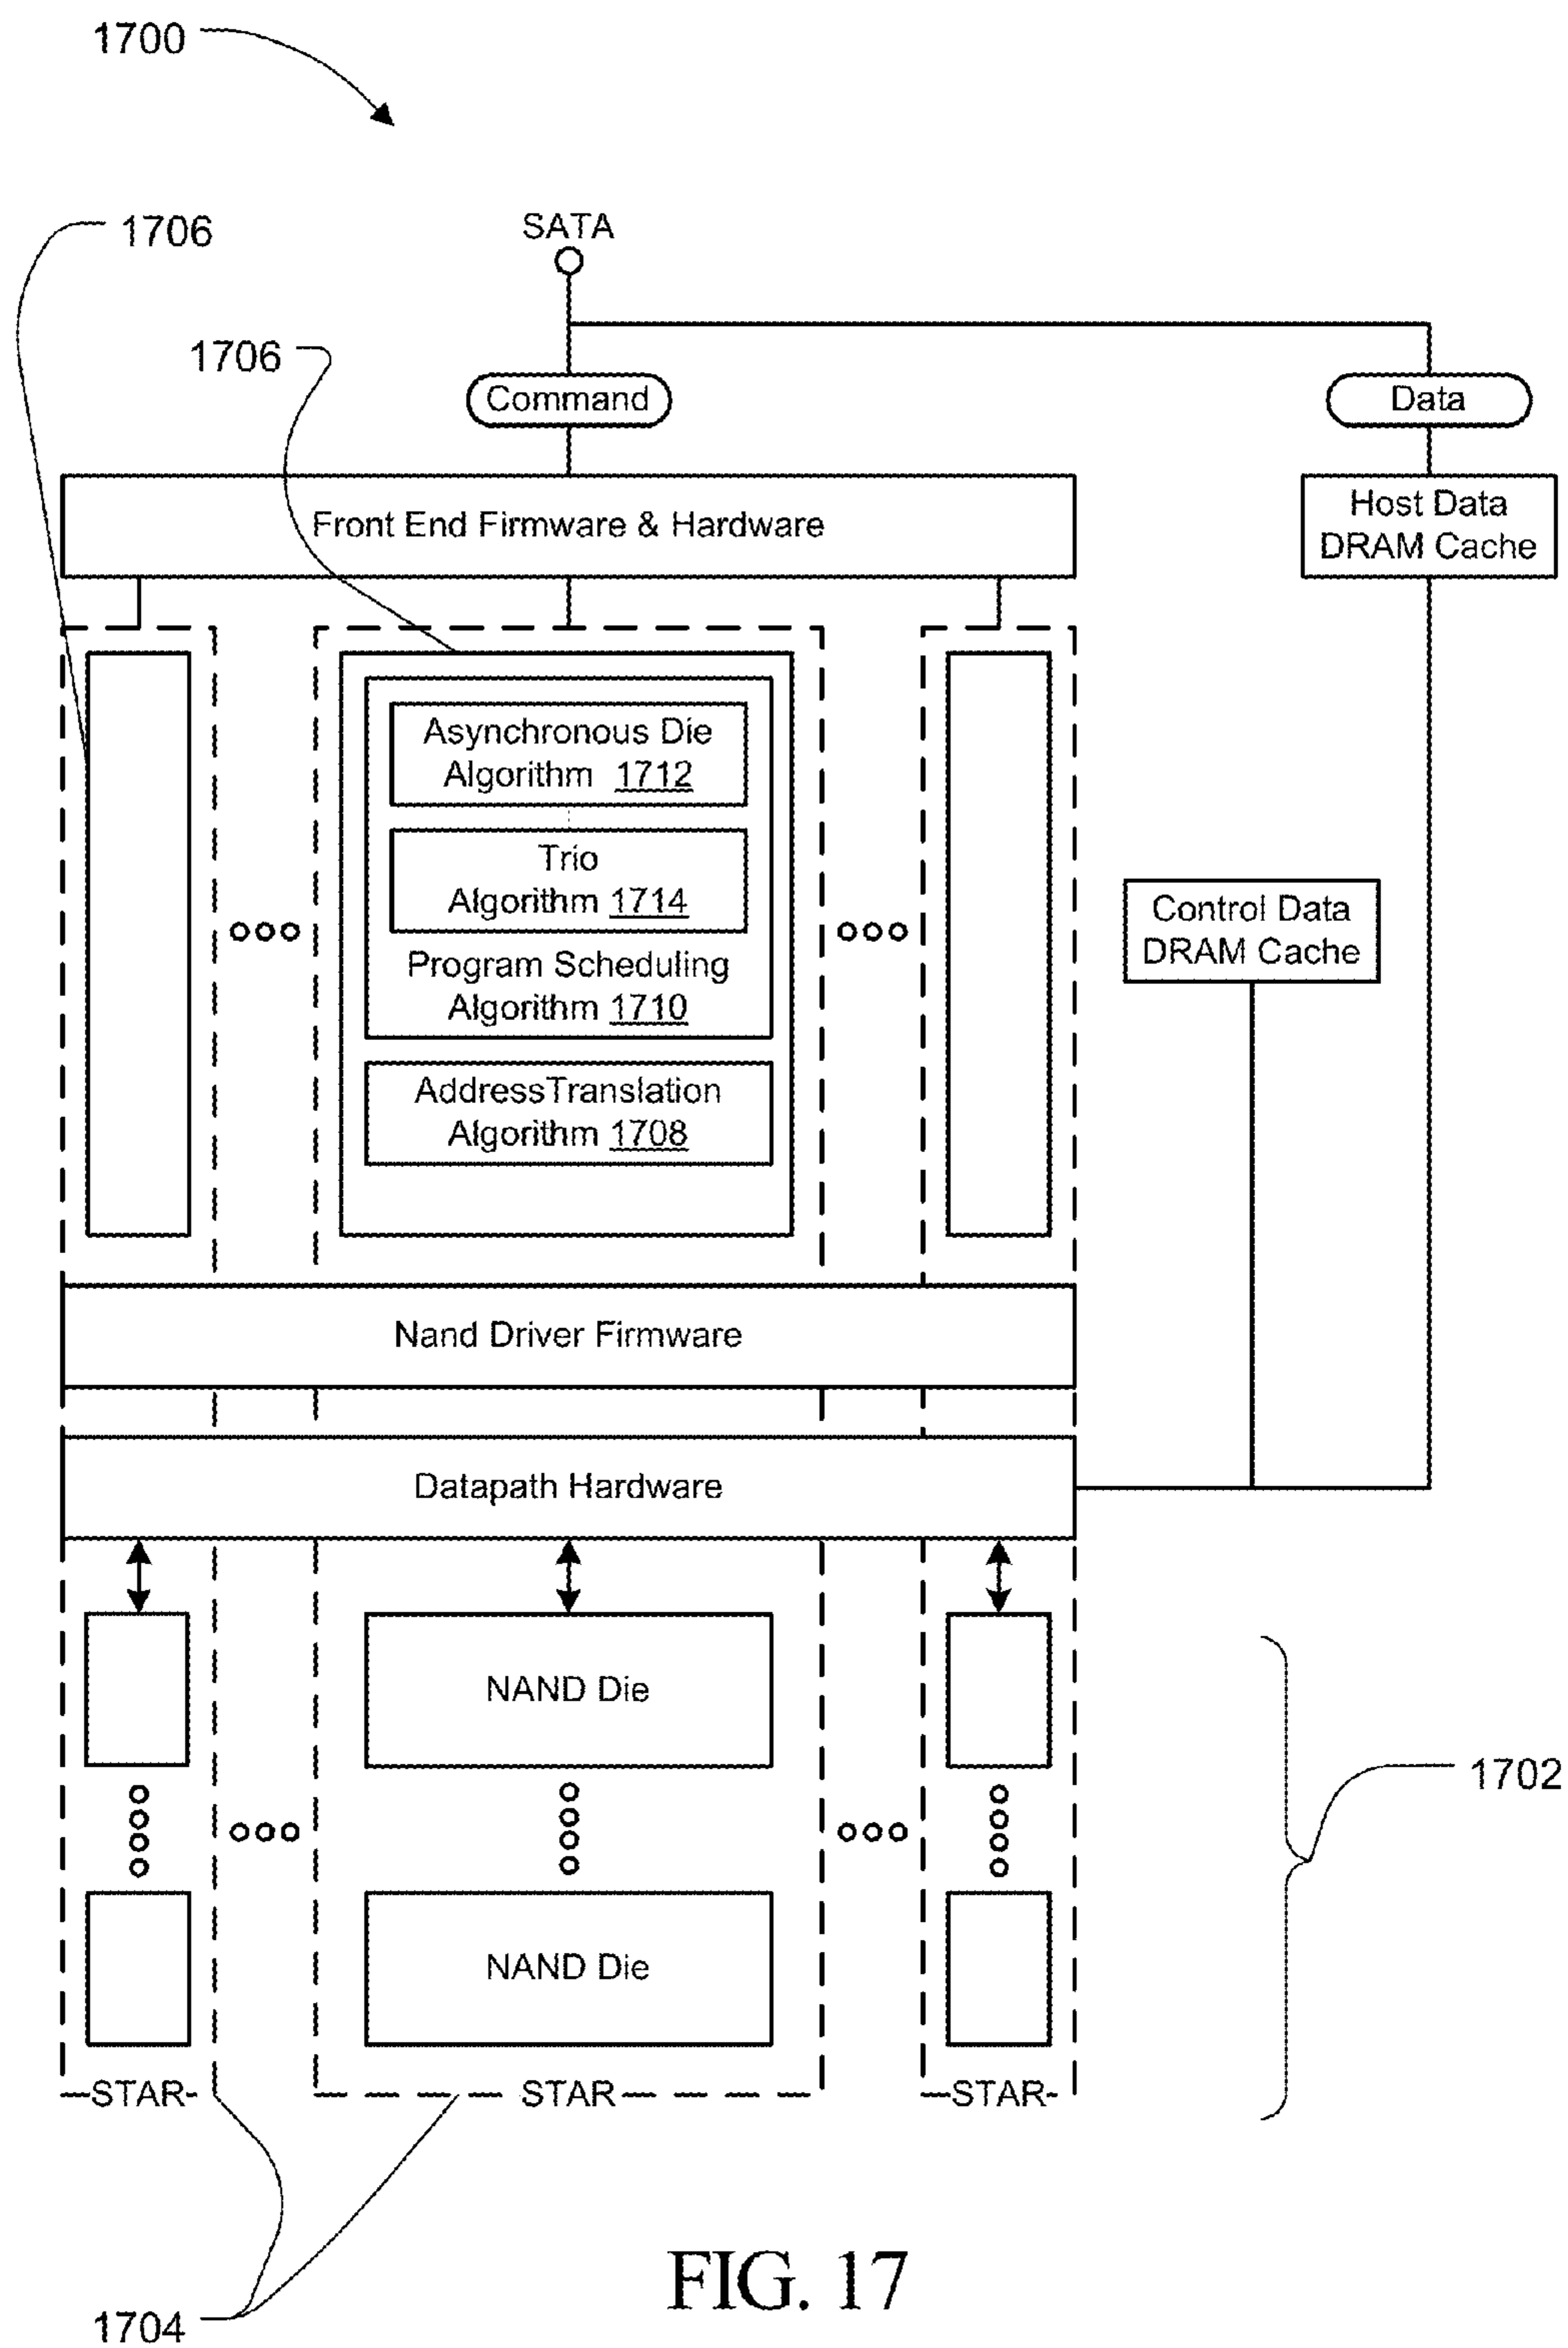 1700
1706
SATA
1706
Command
Data
Front End Firmware & Hardware
Host Data
DRAM Cache
Asynchronous Die
Algorithm 1712
Trio
Algorithm 1714
Program Scheduling
Algorithm 1710
AddressTranslation
Algorithm 1708
Control Data
DRAM Cache
Nand Driver Firmware
Datapath Hardware
NAND Die
1702
NAND Die
STAR
STAR
STAR
1704
FIG. 17